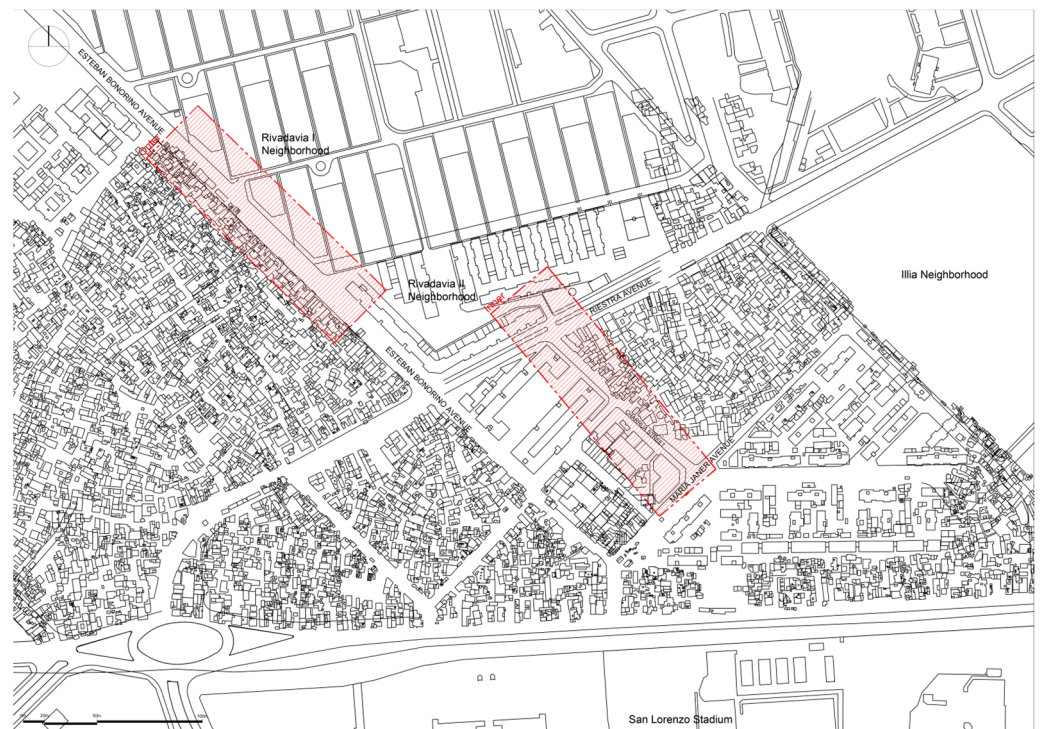 ESTEBAN BONORINO AVENUE
Rivadavia I
Neighborhood
Rivadavia II
Neighborhood
Illia Neighborhood
RIESTRA AVENUE
ESTEBAN BONORINO AVENUE
MARIA JANER AVENUE
San Lorenzo Stadium